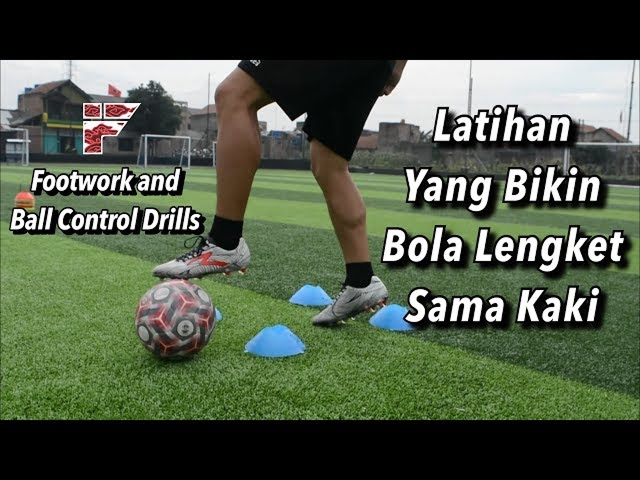 F
Footwork and
Ball Control Drills
Latihan
Yang Bikin
Bola Lengket
Sama Kaki